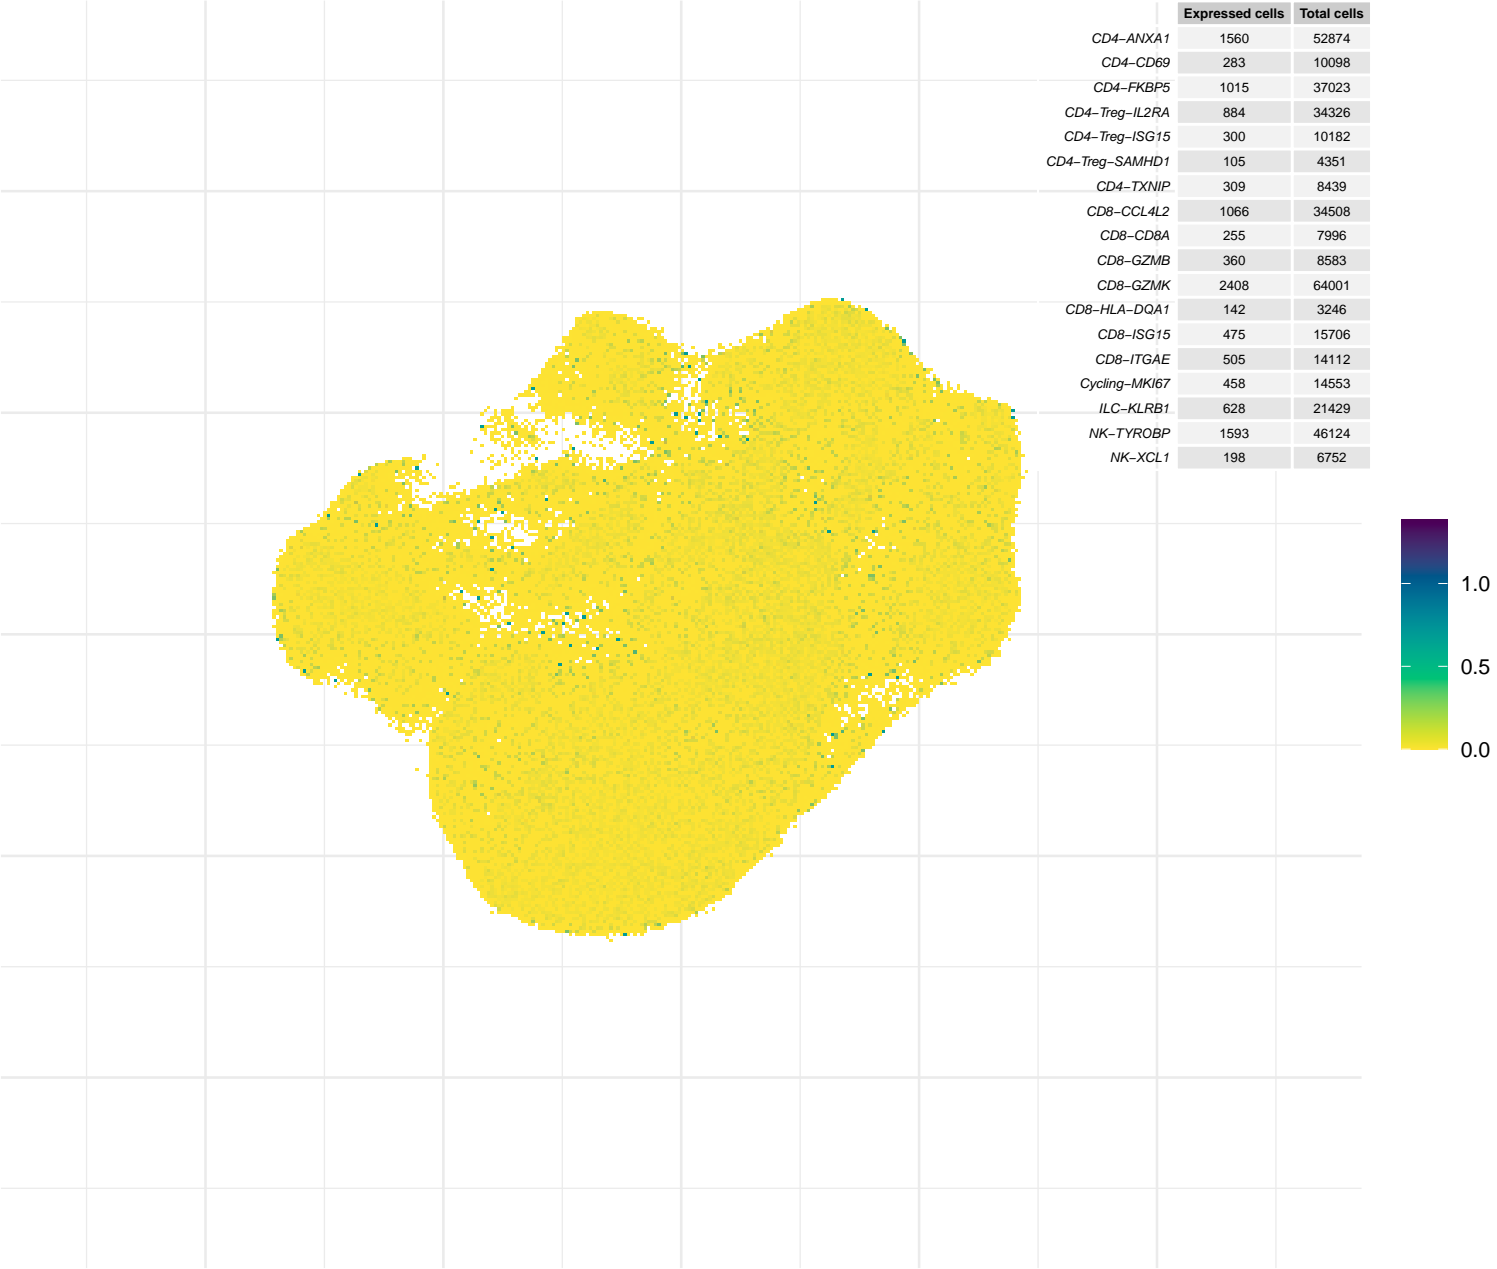 Expressed cells Total cells
CD4−ANXA1 1560 52874
CD4−CD69 283 10098
CD4−FKBP5 1015 37023
CD4−Treg−IL2RA 884 34326
CD4−Treg−ISG15 300 10182
CD4−Treg−SAMHD1 105 4351
CD4−TXNIP 309 8439
CD8−CCL4L2 1066 34508
CD8−CD8A 255 7996
CD8−GZMB 360 8583
CD8−GZMK 2408 64001
CD8−HLA−DQA1 142 3246
CD8−ISG15 475 15706
CD8−ITGAE 505 14112
Cycling−MKI67 458 14553
ILC−KLRB1 628 21429
NK−TYROBP 1593 46124
NK−XCL1 198 6752
1.0
0.5
0.0